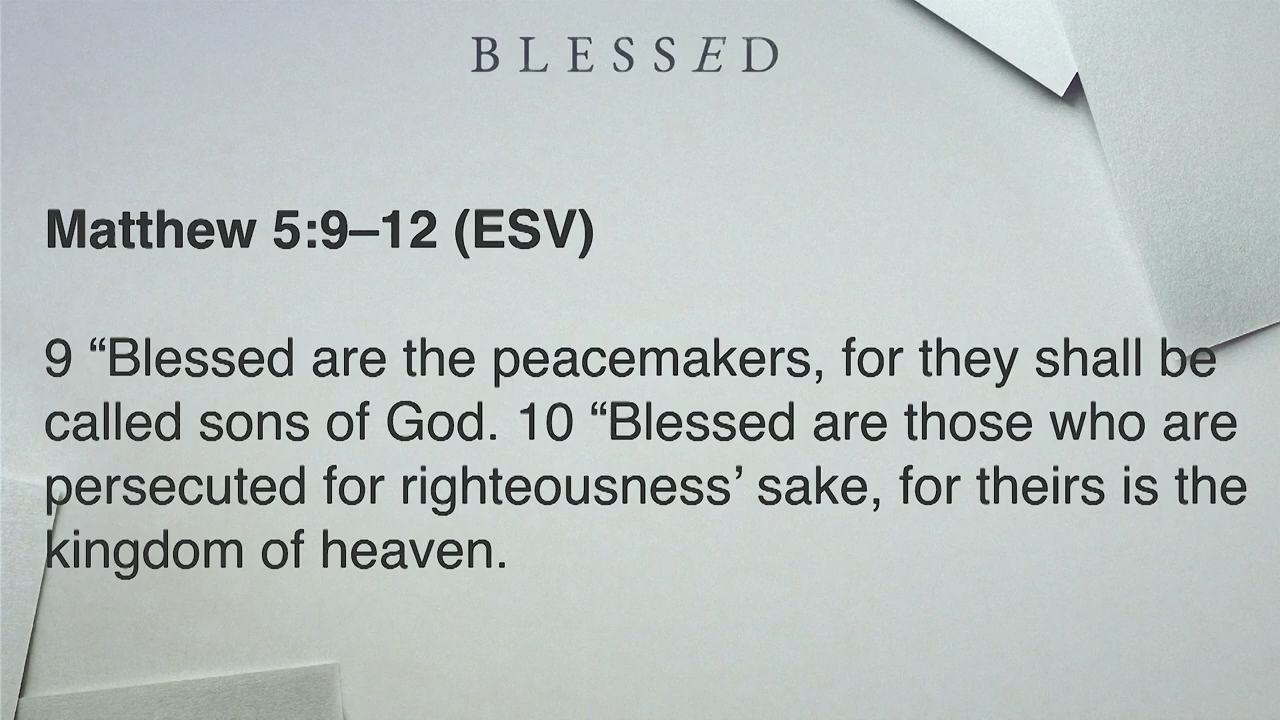 BLESSED
Matthew 5:9–12 (ESV)
9 “Blessed are the peacemakers, for they shall be
called sons of God. 10 “Blessed are those who are
persecuted for righteousness’ sake, for theirs is the
kingdom of heaven.